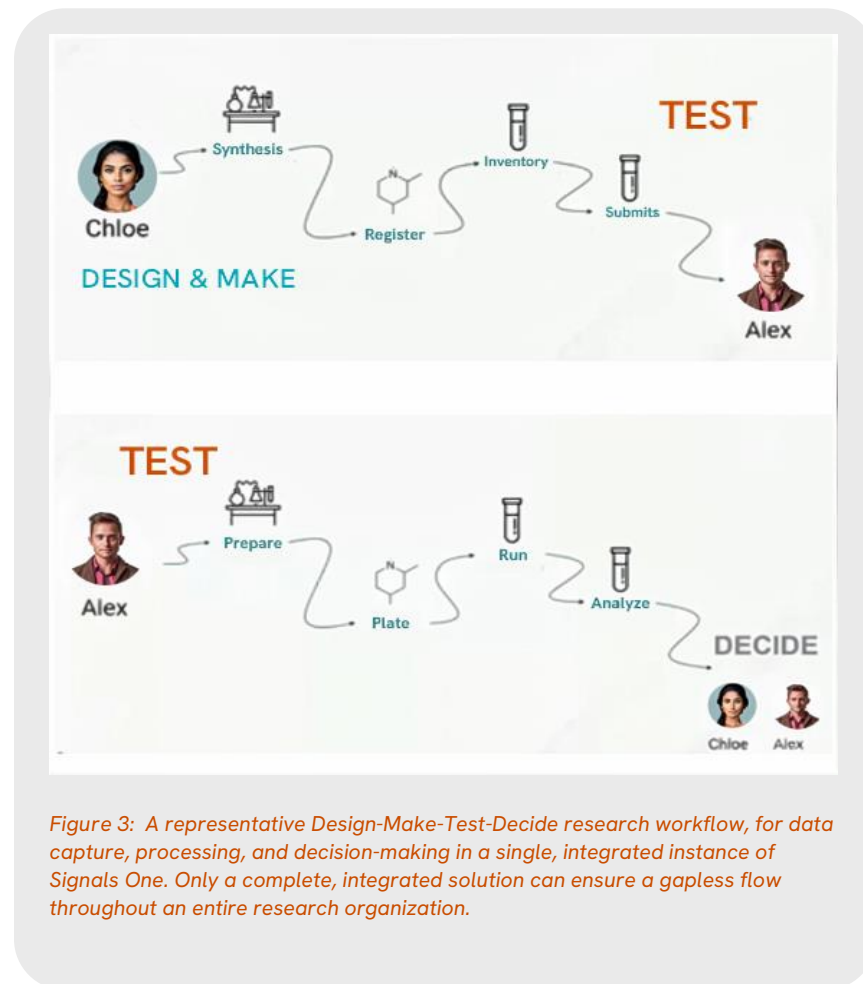 TEST
Synthesis
N
Inventory
Submits
Chloe
Register
DESIGN & MAKE
Alex
TEST
Prepare
N
Run
Alex
Plate
Analyze
DECIDE
Chloe Alex
Figure 3: A representative Design-Make-Test-Decide research workflow, for data
capture, processing, and decision-making in a single, integrated instance of
Signals One. Only a complete, integrated solution can ensure a gapless flow
throughout an entire research organization.